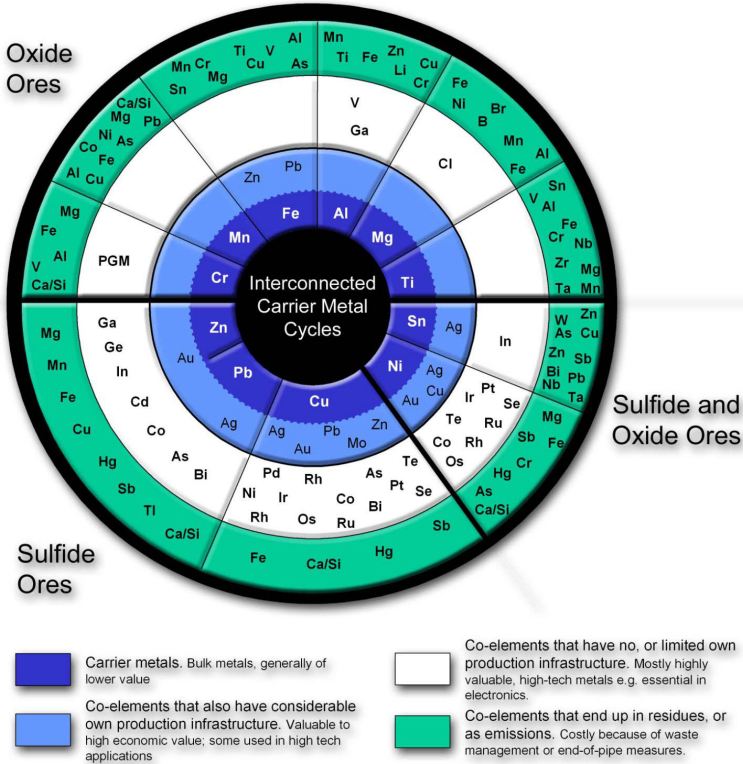 Oxide
Ores
Mn
Cr
Ti
V
Al
Sn
Mg
Cu
As
Mn
Ti
Fe
Zn
Li
Cu
Cr
Fe
Ni
B
Br
Mn
Al
Fe
Ca/Si
Mg
Pb
Ni
As
Co
Fe
Al
Cu
V
Ga
Cl
Sn
V
Al
Fe
Cr
Nb
Zr
Mg
Ta
Mn
Mg
Fe
Al
V
Ca/Si
PGM
Zn
Pb
Fe
Al
Mn
Mg
Cr
Ti
Interconnected
Carrier Metal
Cycles
Zn
Sn
Pb
Ni
Cu
Ag
In
W
Zn
As
Cu
Zn
Sb
Bi
Pb
Nb
Ta
Sulfide and
Oxide Ores
Au
Ag
Ag
Au
Pb
Mo
Zn
Au
Ag
Cu
Ir
Pt
Se
Te
Ru
Co
Rh
Os
Mg
Sb
Fe
Cr
Hg
As
Ca/Si
Ga
Ge
In
Cd
Co
As
Bi
Mg
Mn
Fe
Cu
Hg
Sb
Tl
Ca/Si
Pd
Rh
As
Te
Ni
Ir
Co
Pt
Se
Bi
Rh
Os
Ru
Sb
Fe
Ca/Si
Hg
Sulfide
Ores
Carrier metals. Bulk metals, generally of
lower value
Co-elements that also have considerable
own production infrastructure. Valuable to
high economic value; some used in high tech
applications
Co-elements that have no, or limited own
production infrastructure. Mostly highly
valuable, high-tech metals e.g. essential in
electronics.
Co-elements that end up in residues, or
as emissions. Costly because of waste
management or end-of-pipe measures.